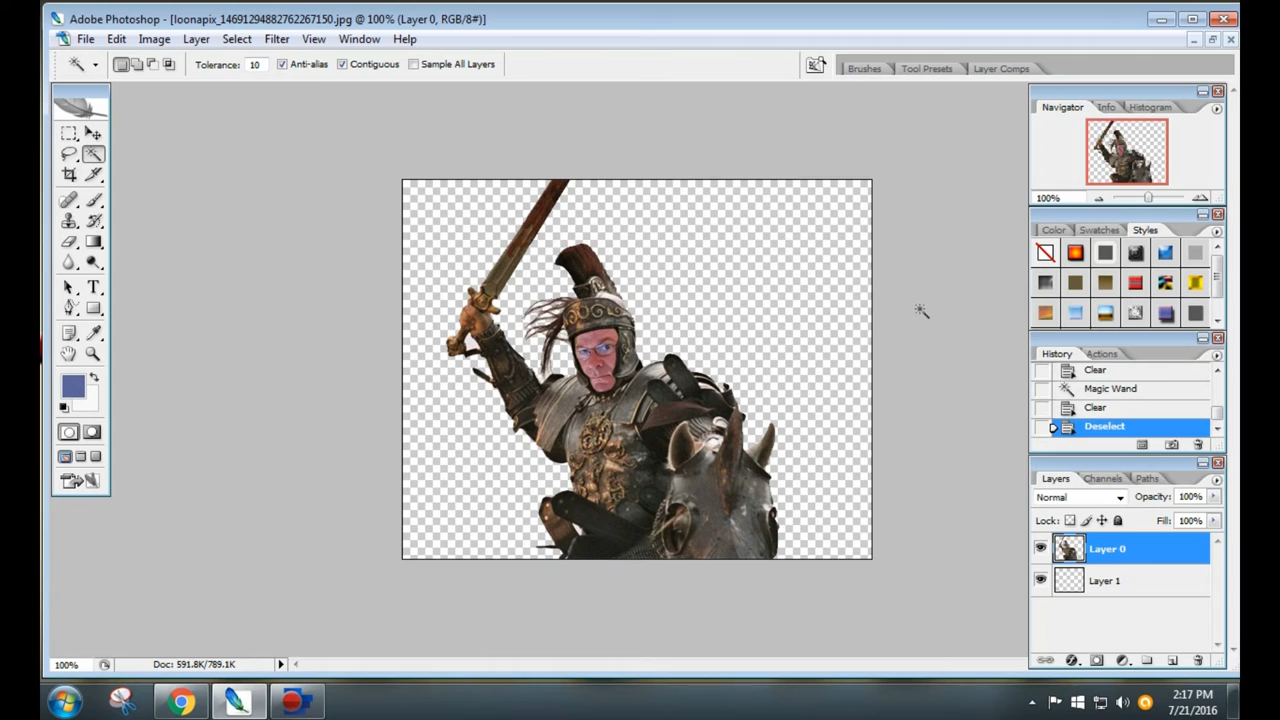 Adobe Photoshop - [loonapix_14691294882762267150.jpg @ 100% (Layer 0, RGB/8#)]
File Edit Image Layer Select Filter View Window Help
Tolerance: 10 Anti-alias Contiguous Sample All Layers Brushes Tool Presets Layer Comps
Navigator Info Histogram
100%
Color Swatches Styles
History Actions
Clear
Magic Wand
Clear
Deselect
Layers Channels Paths
Normal Opacity: 100%
Lock: Fill: 100%
Layer 0
Layer 1
100% Doc: 591.8K/789.1K
2:17 PM
7/21/2016